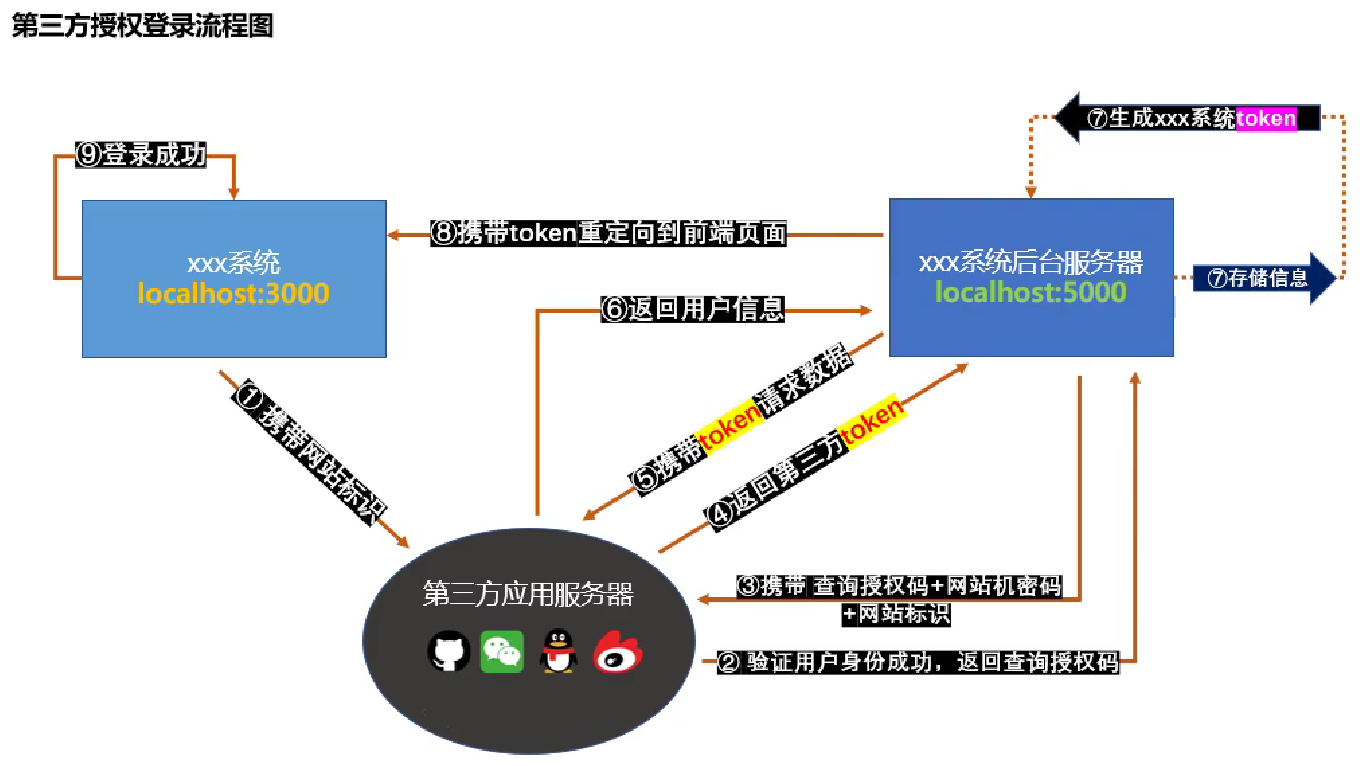 第三方授权登录流程图
⑦生成xxx系统token
⑨登录成功
⑧携带token重定向到前端页面
xxx系统
localhost:3000
xxx系统后台服务器
localhost:5000
⑦存储信息
⑥返回用户信息
① 携带网站标识
⑤携带token请求数据
④返回第三方token
第三方应用服务器
③携带 查询授权码+网站机密码
+网站标识
② 验证用户身份成功，返回查询授权码